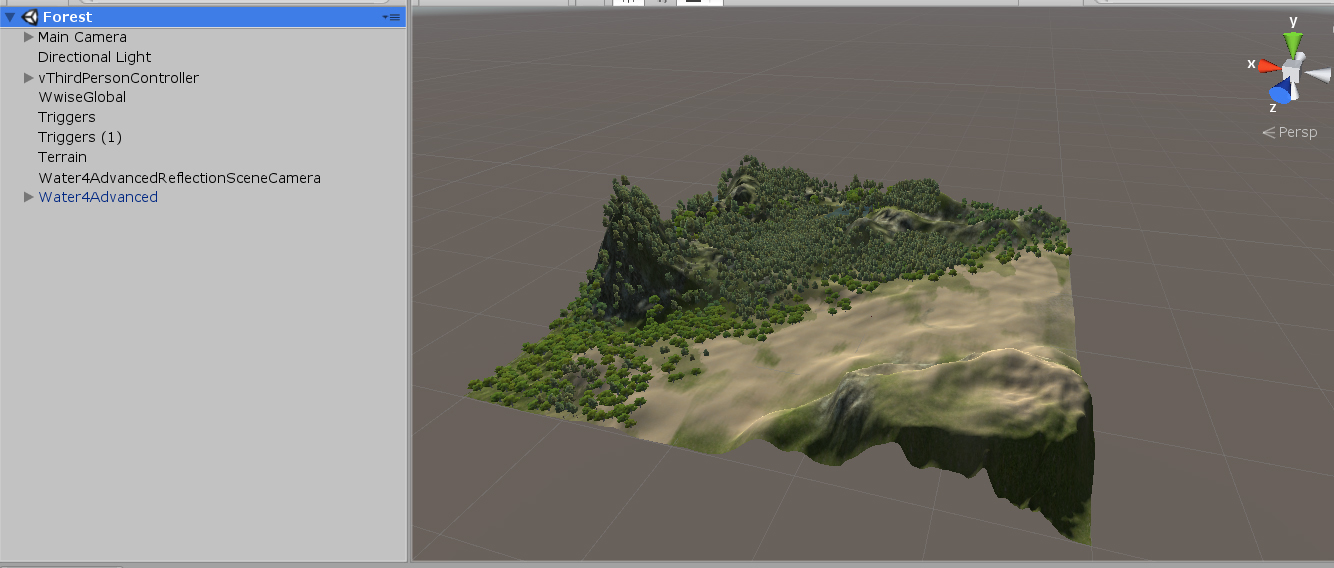 Forest
Main Camera
Directional Light
vThirdPersonController
WwiseGlobal
Triggers
Triggers (1)
Terrain
Water4AdvancedReflectionSceneCamera
Water4Advanced
y
x
z
Persp